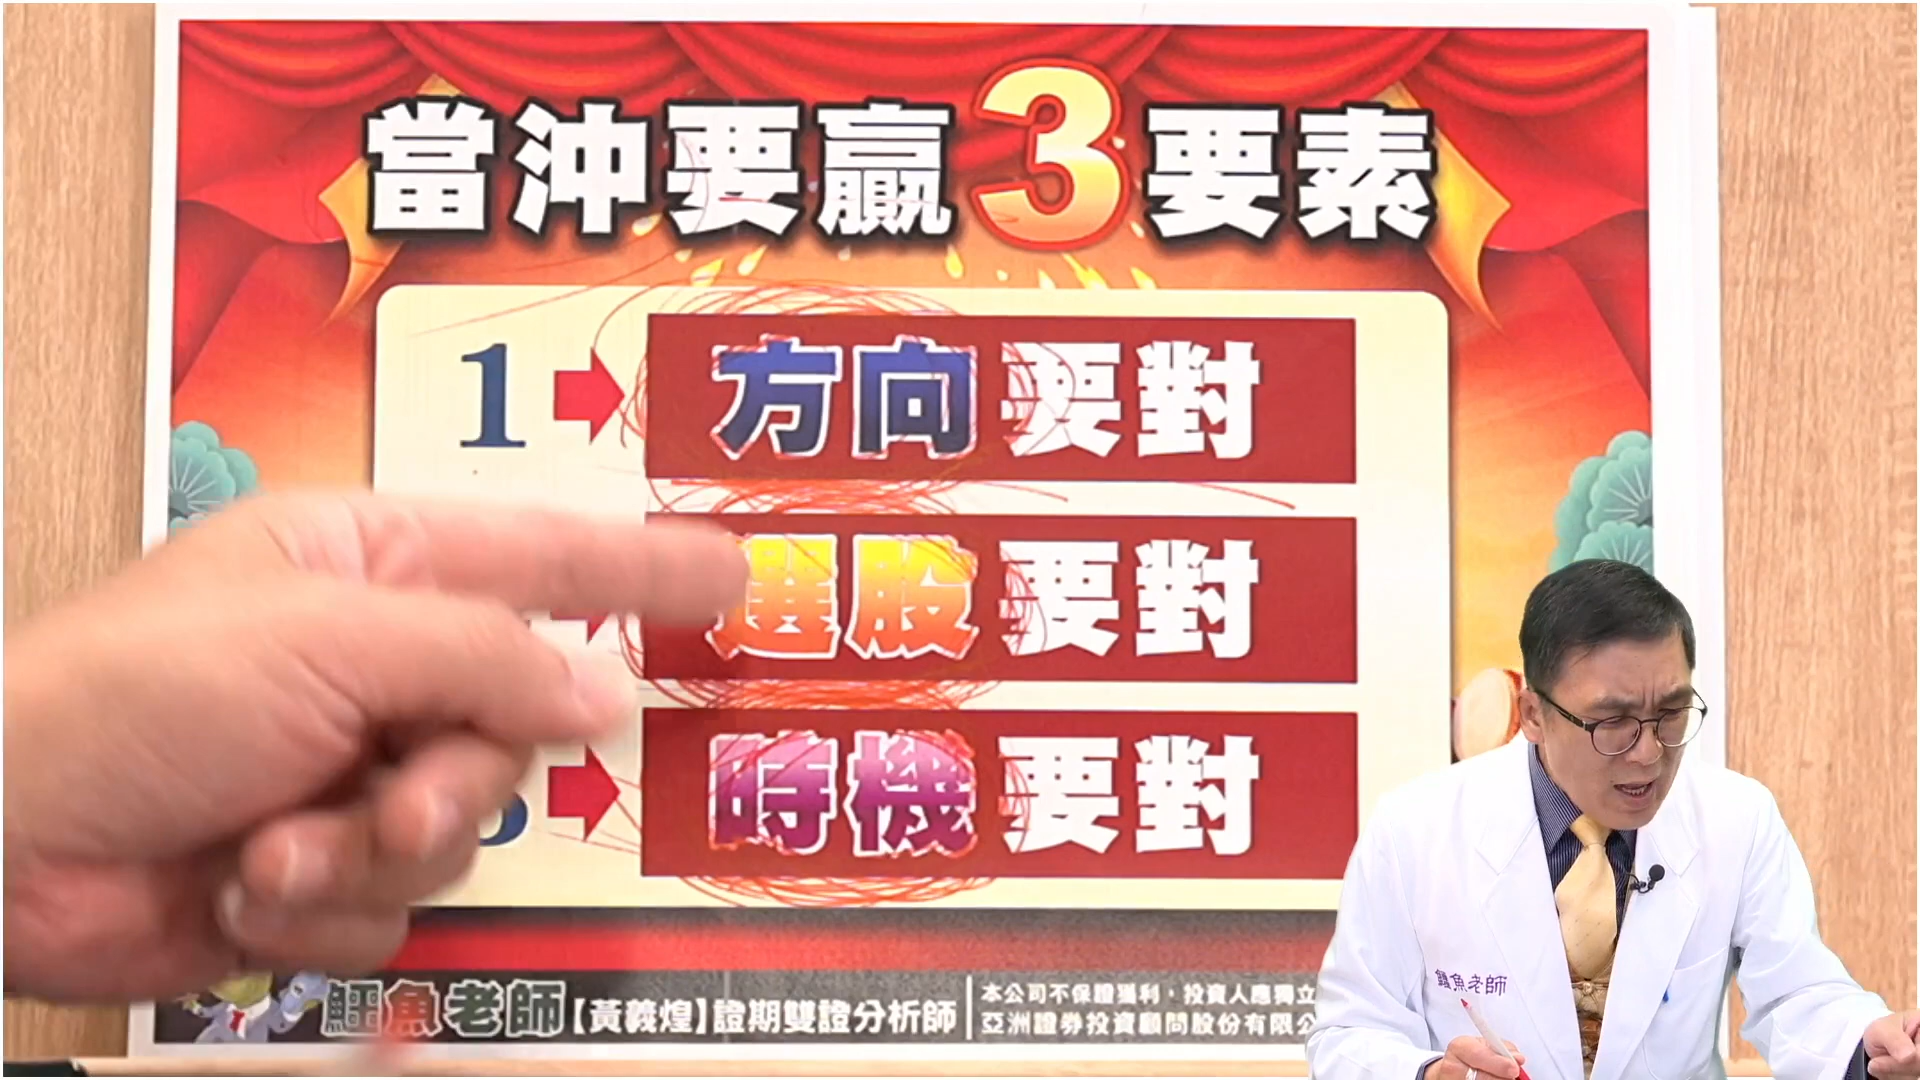 當沖要贏3要素
1 方向要對
選股要對
3 時機要對
鱷魚老師【黃義煌】證期雙證分析師
本公司不保證獲利，投資人應獨立
亞洲證券投資顧問股份有限公
鱷魚老師